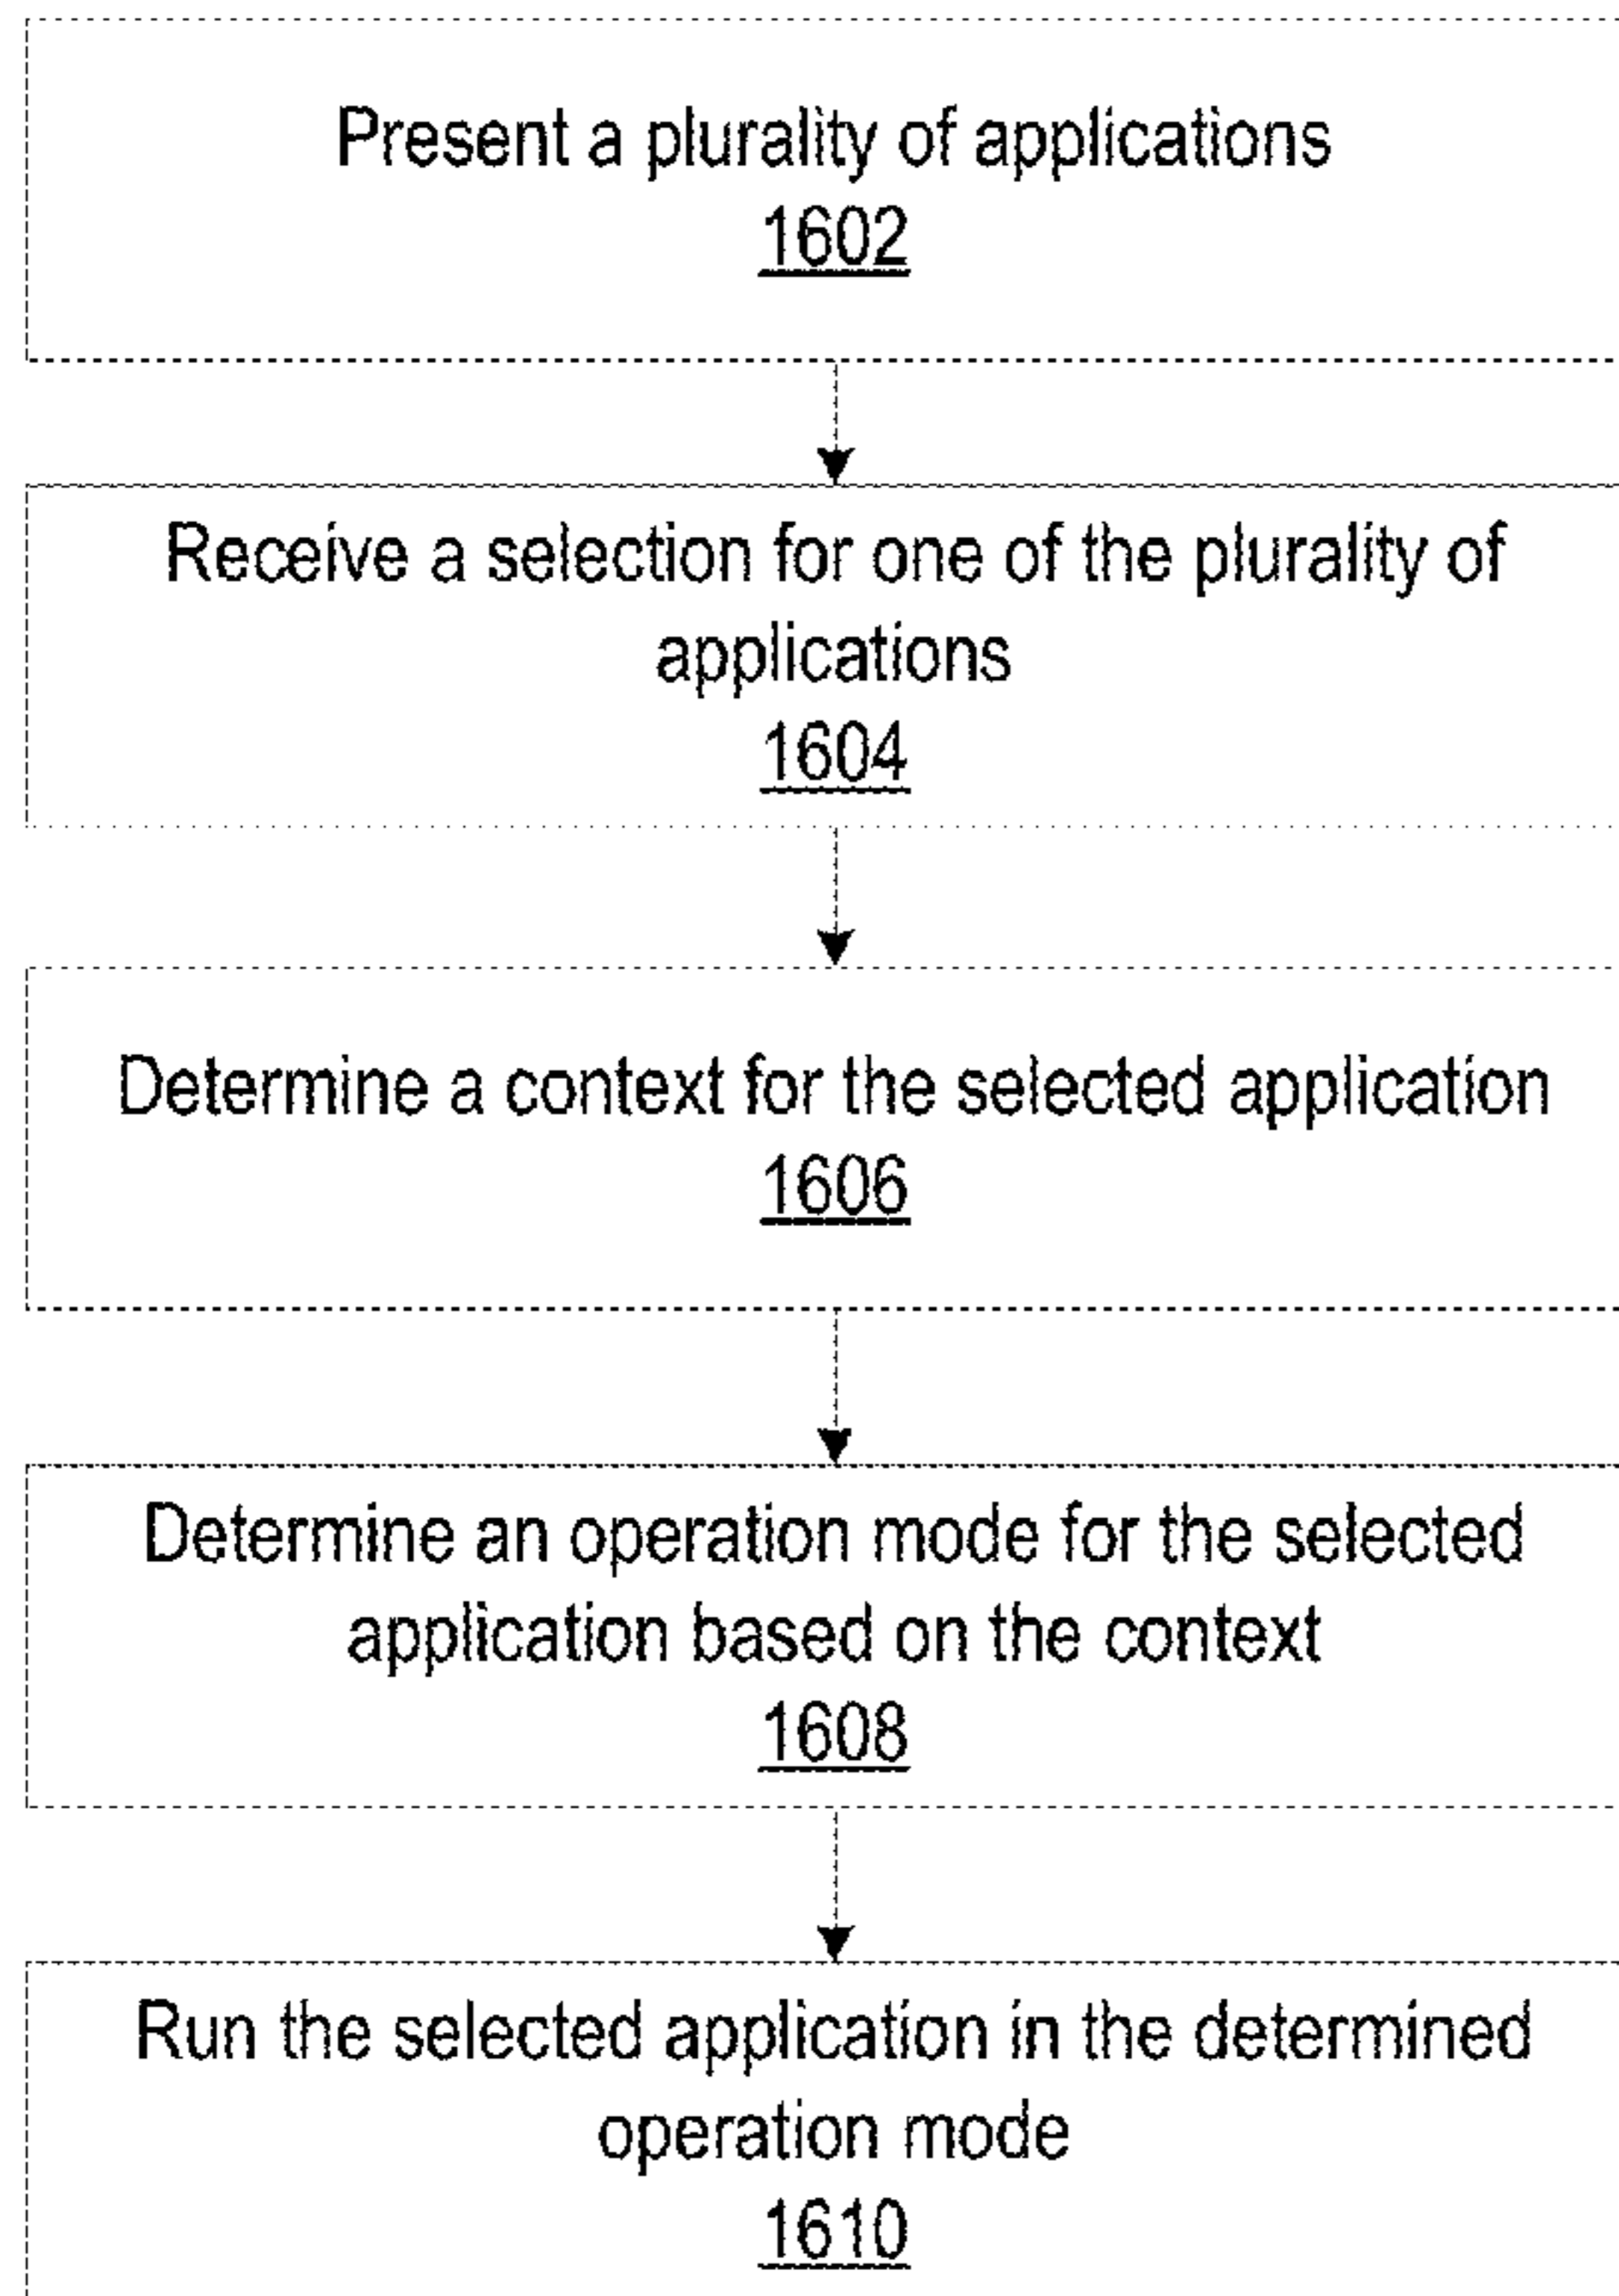 Present a plurality of applications
1602
Receive a selection for one of the plurality of
applications
1604
Determine a context for the selected application
1606
Determine an operation mode for the selected
application based on the context
1608
Run the selected application in the determined
operation mode
1610